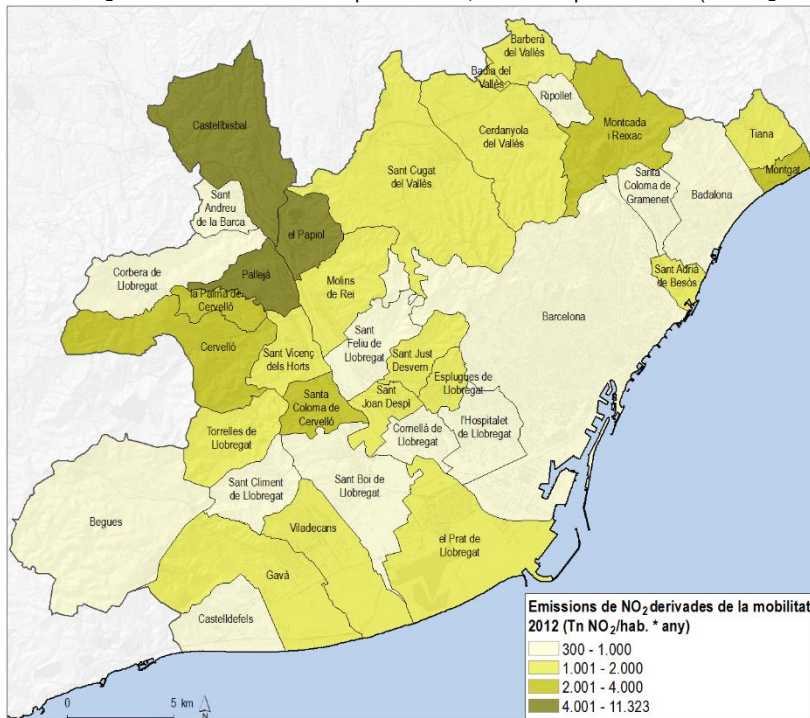 Barberà
del Vallès
Badia del
Vallès
Ripollet
Castellbisbal
Montcada
i Reixac
Tiana
Cerdanyola
del Vallès
Sant Cugat
del Vallès
Montgat
Santa
Coloma de
Gramenet
Badalona
Sant
Andreu
de la Barca
el Papiol
Corbera de
Llobregat
Pallejà
Molins
de Rei
Sant Adrià
de Besòs
la Palma de
Cervelló
Barcelona
Cervelló
Sant
Feliu de
Llobregat
Sant Vicenç
dels Horts
Sant Just
Desvern
Esplugues de
Llobregat
Santa
Coloma de
Cervelló
Sant
Joan Despí
Torrelles de
Llobregat
Cornellà de
Llobregat
l'Hospitalet
de Llobregat
Sant Climent
de Llobregat
Sant Boi de
Llobregat
Begues
Viladecans
el Prat de
Llobregat
Gavà
Castelldefels
Emissions de NO2 derivades de la mobilitat
2012 (Tn NO2/hab. * any)
300 - 1.000
1.001 - 2.000
2.001 - 4.000
4.001 - 11.323
0 5 km
N